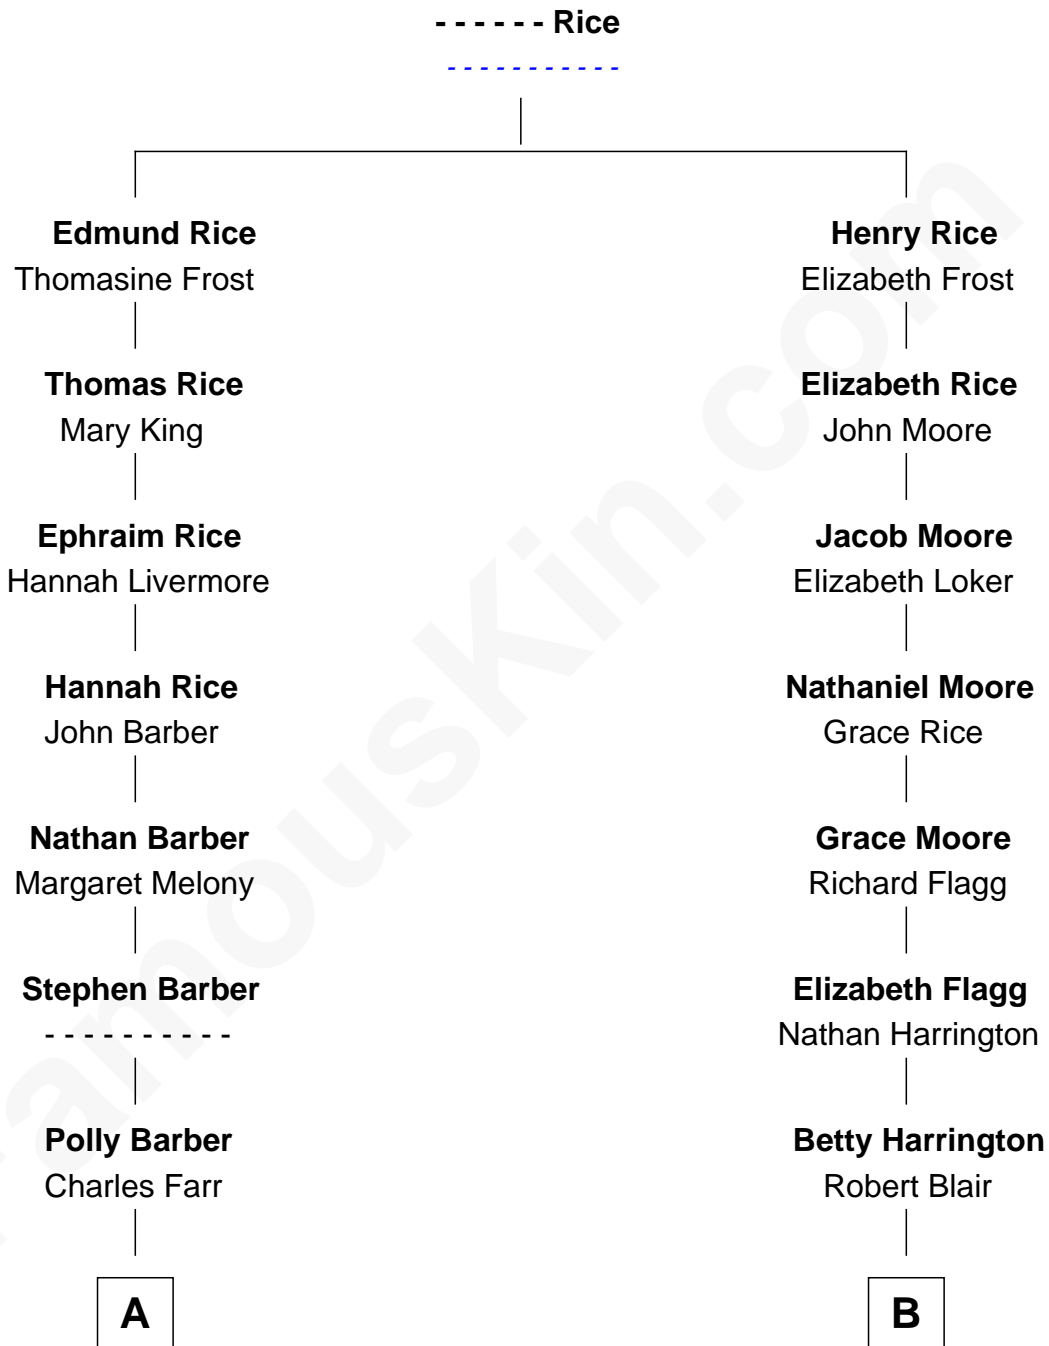 - - - - - - Rice
- - - - - - - - - - -
Edmund Rice
Thomasine Frost
Thomas Rice
Mary King
Ephraim Rice
Hannah Livermore
Hannah Rice
John Barber
Nathan Barber
Margaret Melony
Stephen Barber
- - - - - - - - - -
Polly Barber
Charles Farr
A
Henry Rice
Elizabeth Frost
Elizabeth Rice
John Moore
Jacob Moore
Elizabeth Loker
Nathaniel Moore
Grace Rice
Grace Moore
Richard Flagg
Elizabeth Flagg
Nathan Harrington
Betty Harrington
Robert Blair
B
FamousKin.com